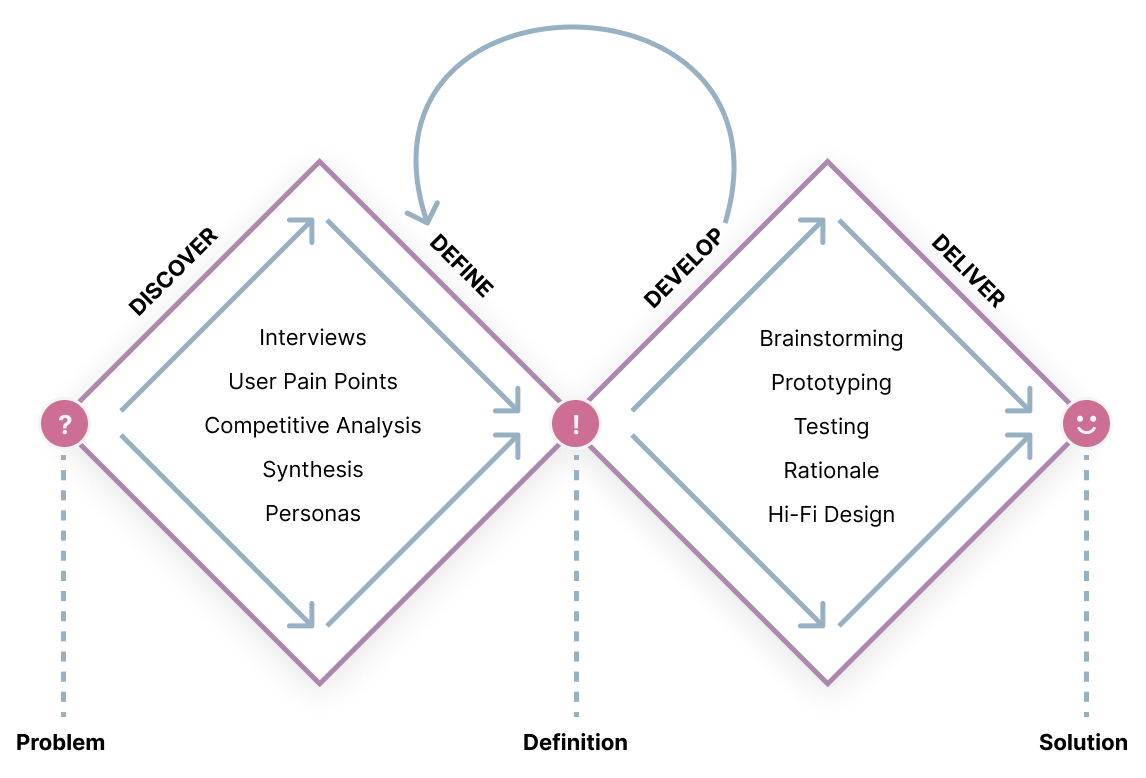 DISCOVER
DEFINE
DEVELOP
DELIVER
Interviews
User Pain Points
Competitive Analysis
Synthesis
Personas
Brainstorming
Prototyping
Testing
Rationale
Hi-Fi Design
?
!
Problem
Definition
Solution